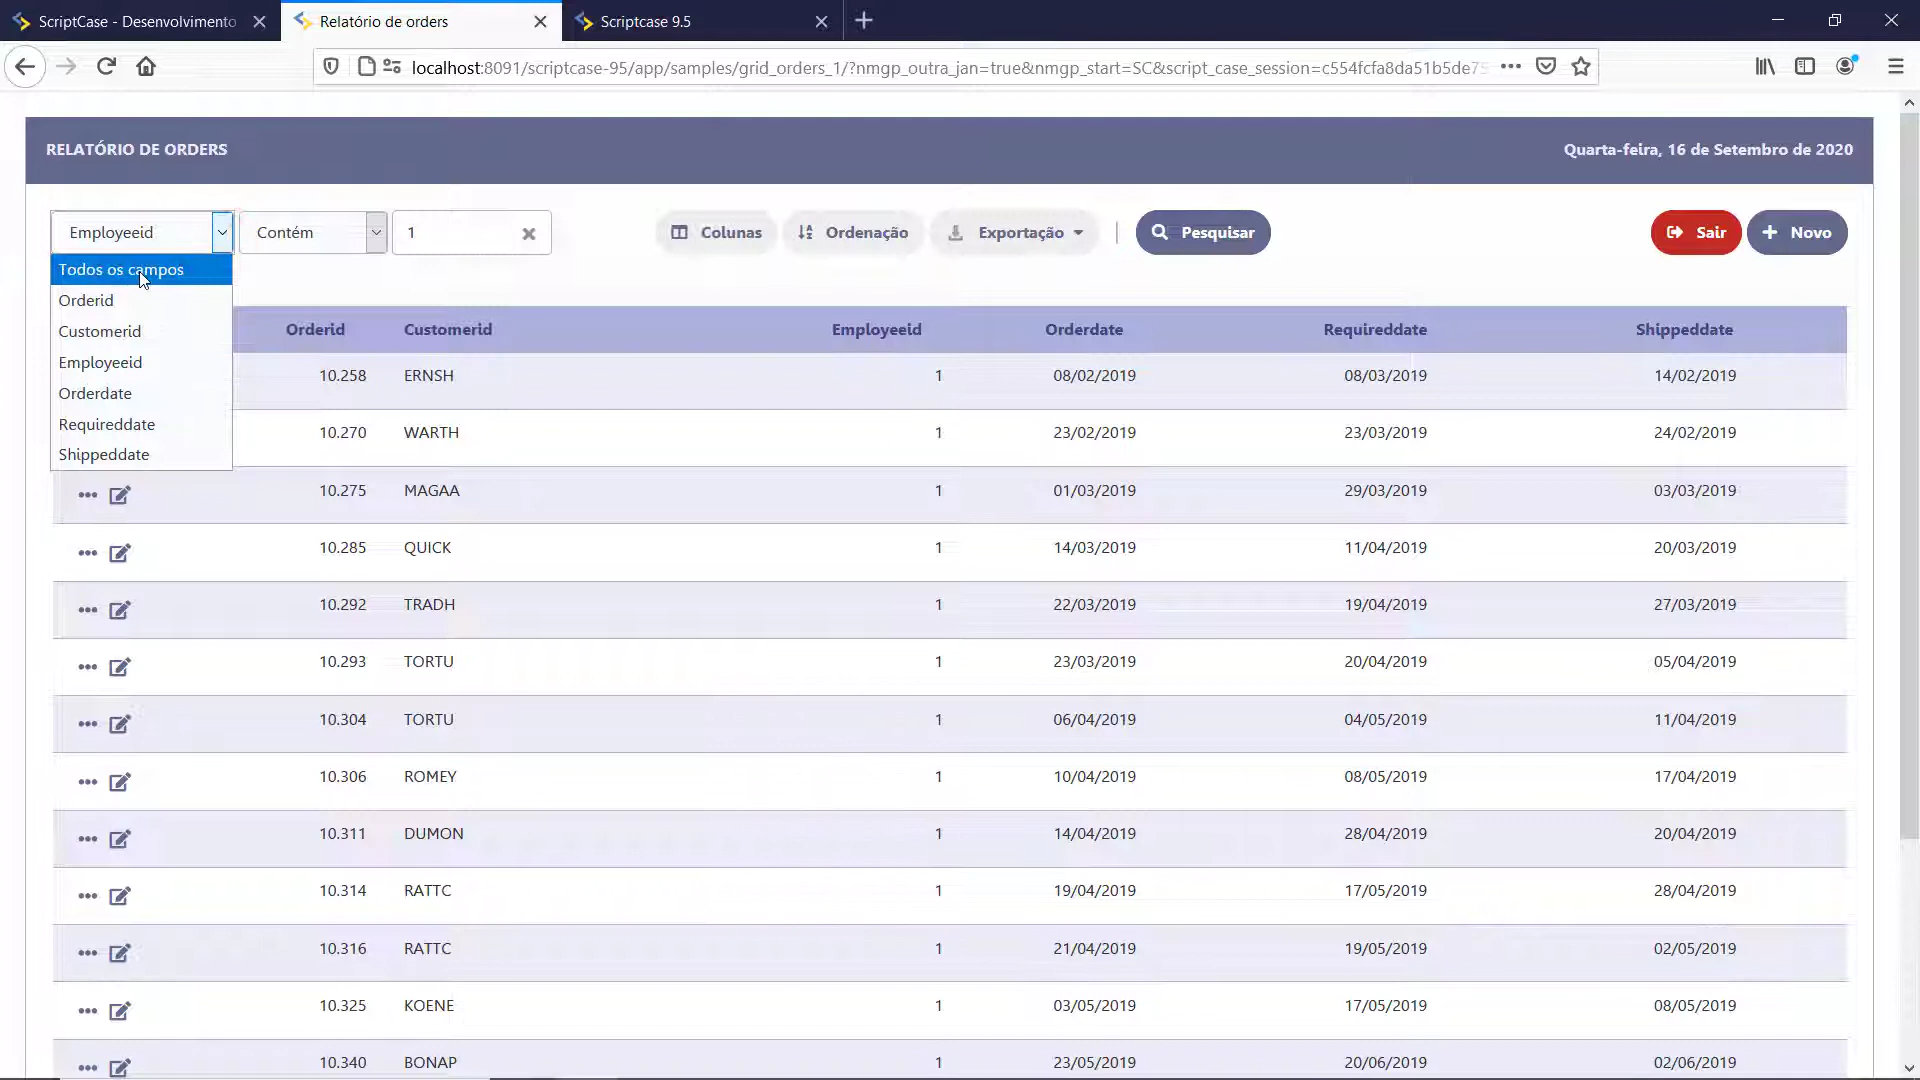 ScriptCase - Desenvolvimento
Relatório de orders
Scriptcase 9.5
localhost:8091/scriptcase-95/app/samples/grid_orders_1/?nmgp_outra_jan=true&nmgp_start=SC&script_case_session=c554fcfa8da51b5de75
RELATÓRIO DE ORDERS
Quarta-feira, 16 de Setembro de 2020
Employeeid
Contém
1
Colunas
Ordenação
Exportação
Pesquisar
Sair
Novo
Todos os campos
Orderid
Customerid
Employeeid
Orderdate
Requireddate
Shippeddate
Orderid Customerid Employeeid Orderdate Requireddate Shippeddate
10.258 ERNSH 1 08/02/2019 08/03/2019 14/02/2019
10.270 WARTH 1 23/02/2019 23/03/2019 24/02/2019
10.275 MAGAA 1 01/03/2019 29/03/2019 03/03/2019
10.285 QUICK 1 14/03/2019 11/04/2019 20/03/2019
10.292 TRADH 1 22/03/2019 19/04/2019 27/03/2019
10.293 TORTU 1 23/03/2019 20/04/2019 05/04/2019
10.304 TORTU 1 06/04/2019 04/05/2019 11/04/2019
10.306 ROMEY 1 10/04/2019 08/05/2019 17/04/2019
10.311 DUMON 1 14/04/2019 28/04/2019 20/04/2019
10.314 RATTC 1 19/04/2019 17/05/2019 28/04/2019
10.316 RATTC 1 21/04/2019 19/05/2019 02/05/2019
10.325 KOENE 1 03/05/2019 17/05/2019 08/05/2019
10.340 BONAP 1 23/05/2019 20/06/2019 02/06/2019